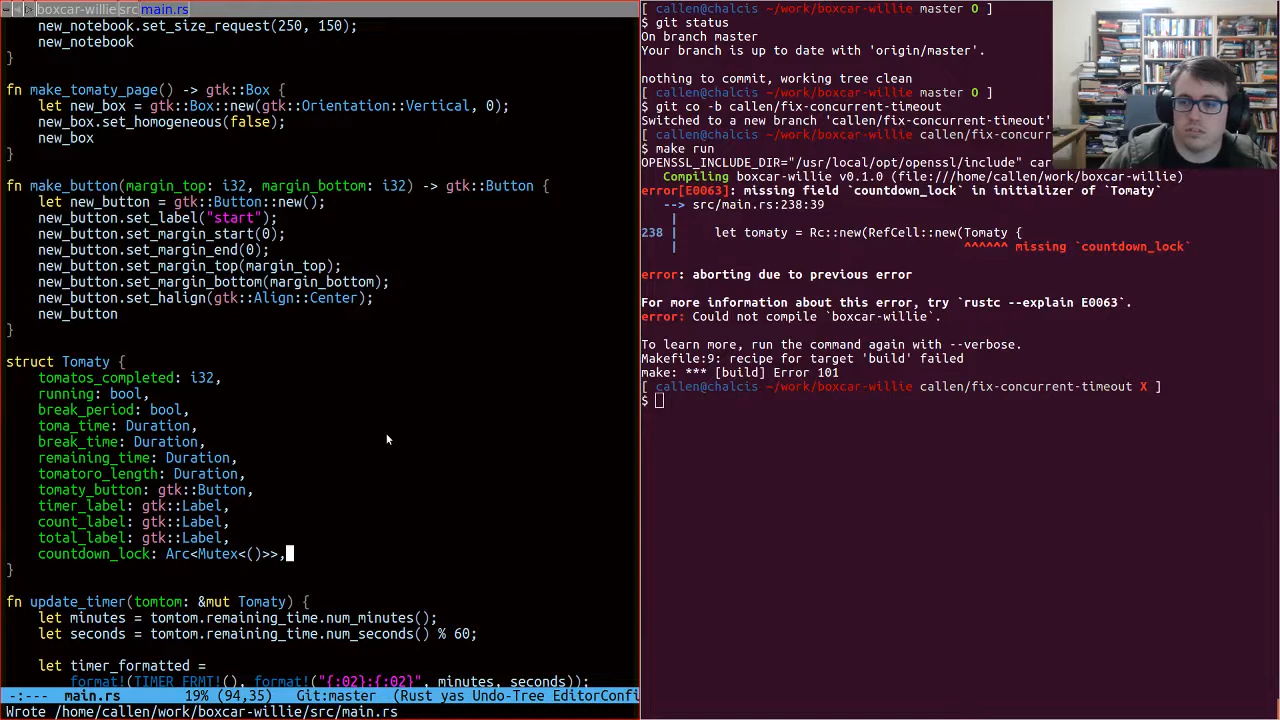 boxcar-willie src main.rs
new_notebook.set_size_request(250, 150);
new_notebook
}
fn make_tomaty_page() -> gtk::Box {
let new_box = gtk::Box::new(gtk::Orientation::Vertical, 0);
new_box.set_homogeneous(false);
new_box
}
fn make_button(margin_top: i32, margin_bottom: i32) -> gtk::Button {
let new_button = gtk::Button::new();
new_button.set_label("start");
new_button.set_margin_start(0);
new_button.set_margin_end(0);
new_button.set_margin_top(margin_top);
new_button.set_margin_bottom(margin_bottom);
new_button.set_halign(gtk::Align::Center);
new_button
}
struct Tomaty {
tomatos_completed: i32,
running: bool,
break_period: bool,
toma_time: Duration,
break_time: Duration,
remaining_time: Duration,
tomatoro_length: Duration,
tomaty_button: gtk::Button,
timer_label: gtk::Label,
count_label: gtk::Label,
total_label: gtk::Label,
countdown_lock: Arc<Mutex<()>>,
}
fn update_timer(tomtom: &mut Tomaty) {
let minutes = tomtom.remaining_time.num_minutes();
let seconds = tomtom.remaining_time.num_seconds() % 60;
let timer_formatted =
format!(TIMER_FRMT!(), format!("{:02}:{:02}", minutes, seconds));
-:--- main.rs 19% (94,35) Git:master (Rust yas Undo-Tree EditorConfi
Wrote /home/callen/work/boxcar-willie/src/main.rs
[ callen@chalcis ~/work/boxcar-willie master O ]
$ git status
On branch master
Your branch is up to date with 'origin/master'.
nothing to commit, working tree clean
[ callen@chalcis ~/work/boxcar-willie master O ]
$ git co -b callen/fix-concurrent-timeout
Switched to a new branch 'callen/fix-concurrent-timeout'
[ callen@chalcis ~/work/boxcar-willie callen/fix-concurr
$ make run
OPENSSL_INCLUDE_DIR="/usr/local/opt/openssl/include" car
Compiling boxcar-willie v0.1.0 (file:///home/callen/work/boxcar-willie)
error[E0063]: missing field `countdown_lock` in initializer of `Tomaty`
--> src/main.rs:238:39
|
238 | let tomaty = Rc::new(RefCell::new(Tomaty {
| ^^^^^^ missing `countdown_lock`
error: aborting due to previous error
For more information about this error, try `rustc --explain E0063`.
error: Could not compile `boxcar-willie`.
To learn more, run the command again with --verbose.
Makefile:9: recipe for target 'build' failed
make: *** [build] Error 101
[ callen@chalcis ~/work/boxcar-willie callen/fix-concurrent-timeout X ]
$